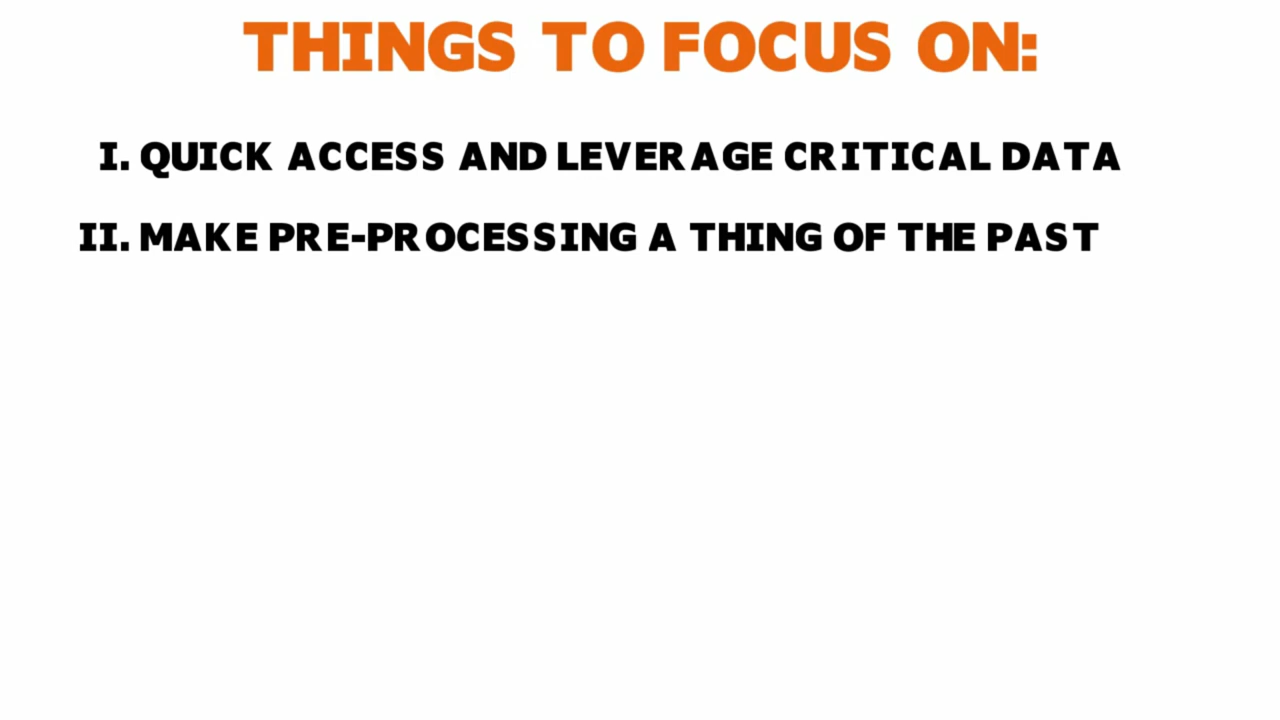 THINGS TO FOCUS ON:
I. QUICK ACCESS AND LEVERAGE CRITICAL DATA
II. MAKE PRE-PROCESSING A THING OF THE PAST